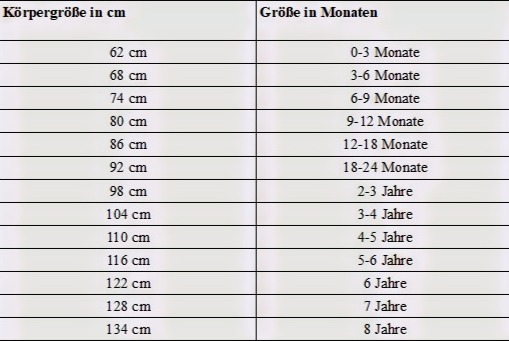 Körpergröße in cm Größe in Monaten
62 cm 0-3 Monate
68 cm 3-6 Monate
74 cm 6-9 Monate
80 cm 9-12 Monate
86 cm 12-18 Monate
92 cm 18-24 Monate
98 cm 2-3 Jahre
104 cm 3-4 Jahre
110 cm 4-5 Jahre
116 cm 5-6 Jahre
122 cm 6 Jahre
128 cm 7 Jahre
134 cm 8 Jahre